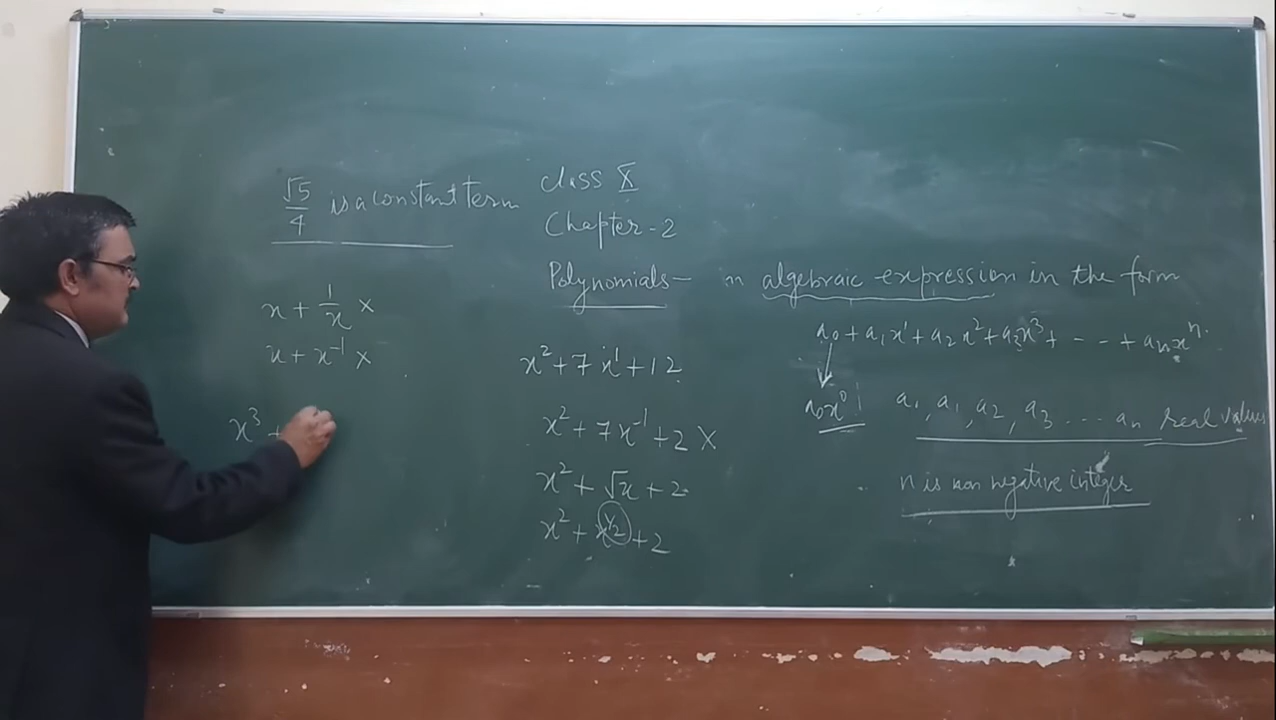 √5/4 is a constant term
x + 1/x ×
x + x⁻¹ ×
x³ +
Class X
Chapter-2
Polynomials— in algebraic expression in the form
a₀ + a₁x¹ + a₂x² + a₃x³ + - - - + aₙxⁿ.
a₀x⁰!
a₁, a₁, a₂, a₃ ... aₙ real values
n is non negative integer
x² + 7x¹ + 12
x² + 7x⁻¹ + 2 ×
x² + √x + 2
x² + x^1/2 + 2